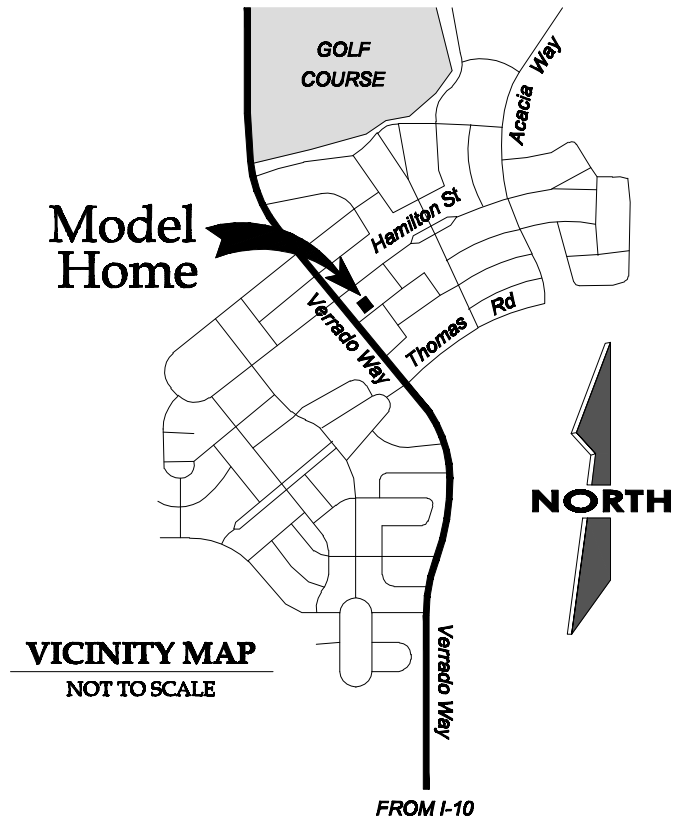 GOLF
COURSE
Acacia Way
Hamilton St
Model
Home
Verrado Way
Thomas Rd
NORTH
VICINITY MAP
NOT TO SCALE
Verrado Way
FROM I-10